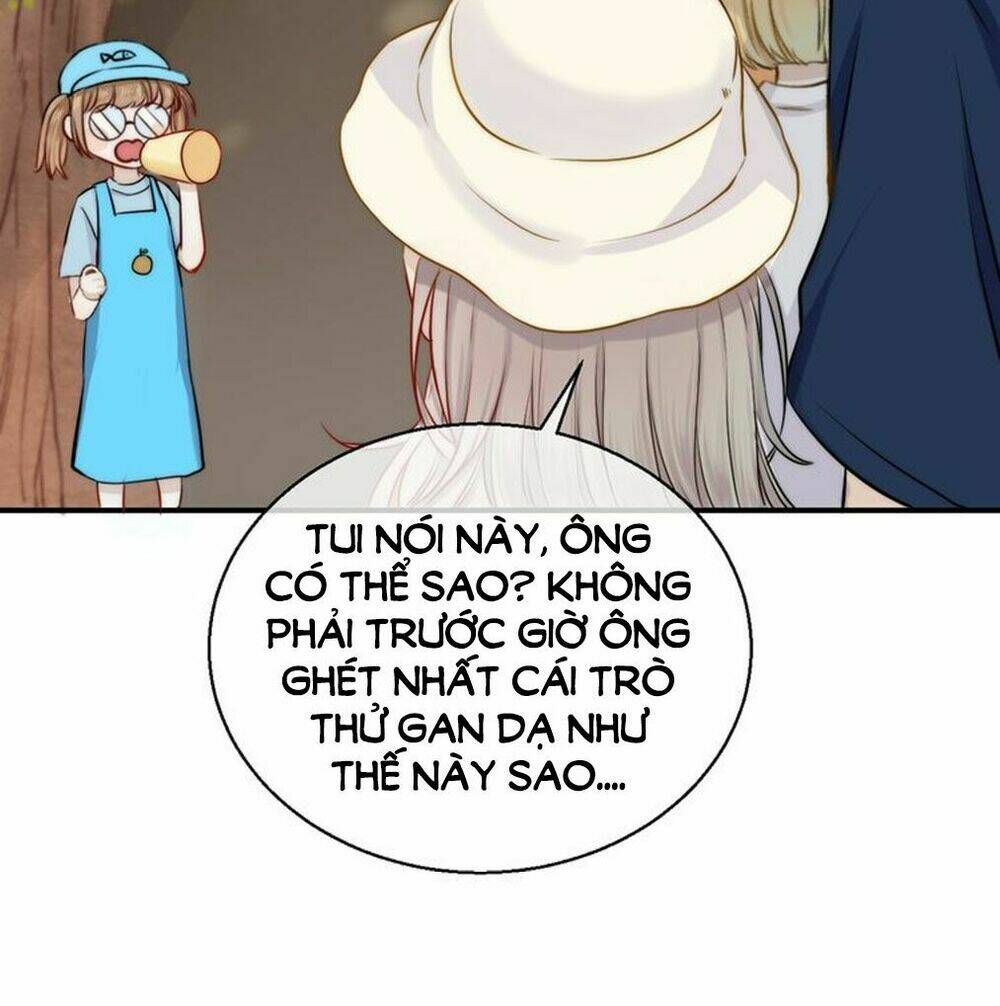 TUI NÓI NÀY, ÔNG
CÓ THỂ SAO? KHÔNG
PHẢI TRƯỚC GIỜ ÔNG
GHÉT NHẤT CÁI TRÒ
THỬ GAN DẠ NHƯ
THẾ NÀY SAO....